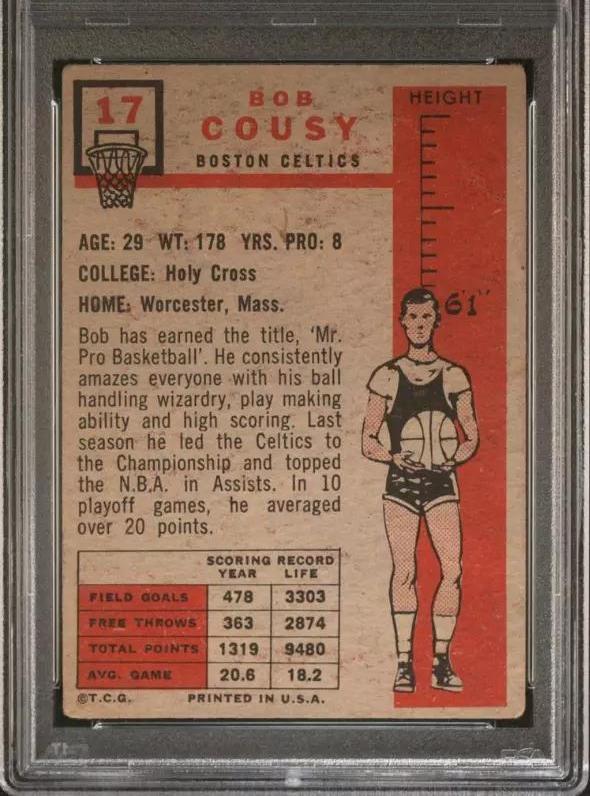 17
BOB
COUSY
BOSTON CELTICS
HEIGHT
6'1"
AGE: 29 WT: 178 YRS. PRO: 8
COLLEGE: Holy Cross
HOME: Worcester, Mass.
Bob has earned the title, 'Mr.
Pro Basketball'. He consistently
amazes everyone with his ball
handling wizardry, play making
ability and high scoring. Last
season he led the Celtics to
the Championship and topped
the N.B.A. in Assists. In 10
playoff games, he averaged
over 20 points.
SCORING RECORD
YEAR LIFE
FIELD GOALS 478 3303
FREE THROWS 363 2874
TOTAL POINTS 1319 9480
AVG. GAME 20.6 18.2
©T.C.G. PRINTED IN U.S.A.